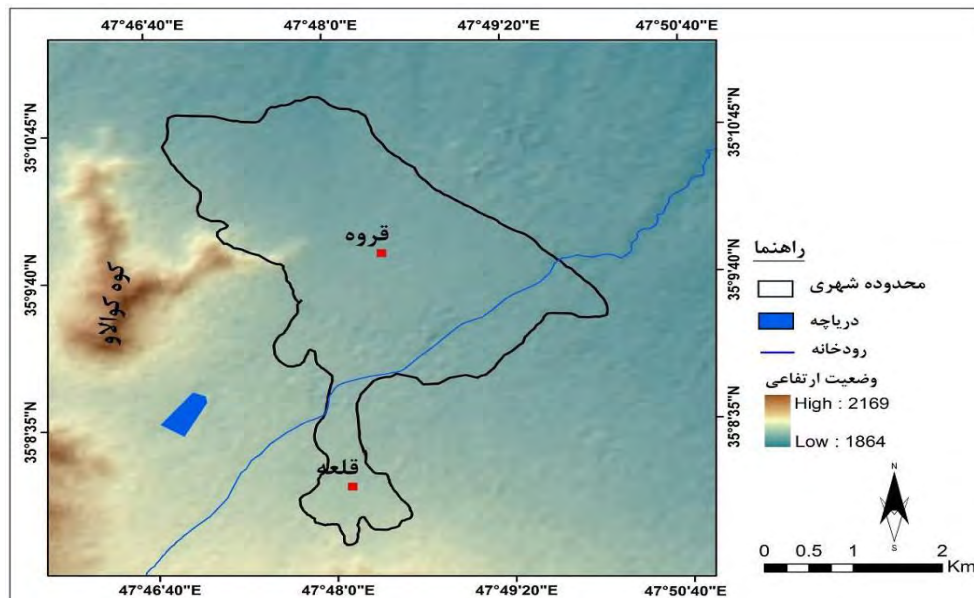 47°46'40"E 47°48'0"E 47°49'20"E 47°50'40"E
35°10'45"N
35°9'40"N
35°8'35"N
قروه
کوه کوالاو
قلعه
35°10'45"N
35°9'40"N
35°8'35"N
47°46'40"E 47°48'0"E 47°49'20"E 47°50'40"E
راهنما
محدوده شهری
دریاچه
رودخانه
وضعیت ارتفاعی
High : 2169
Low : 1864
N
S
0 0.5 1 2
Km